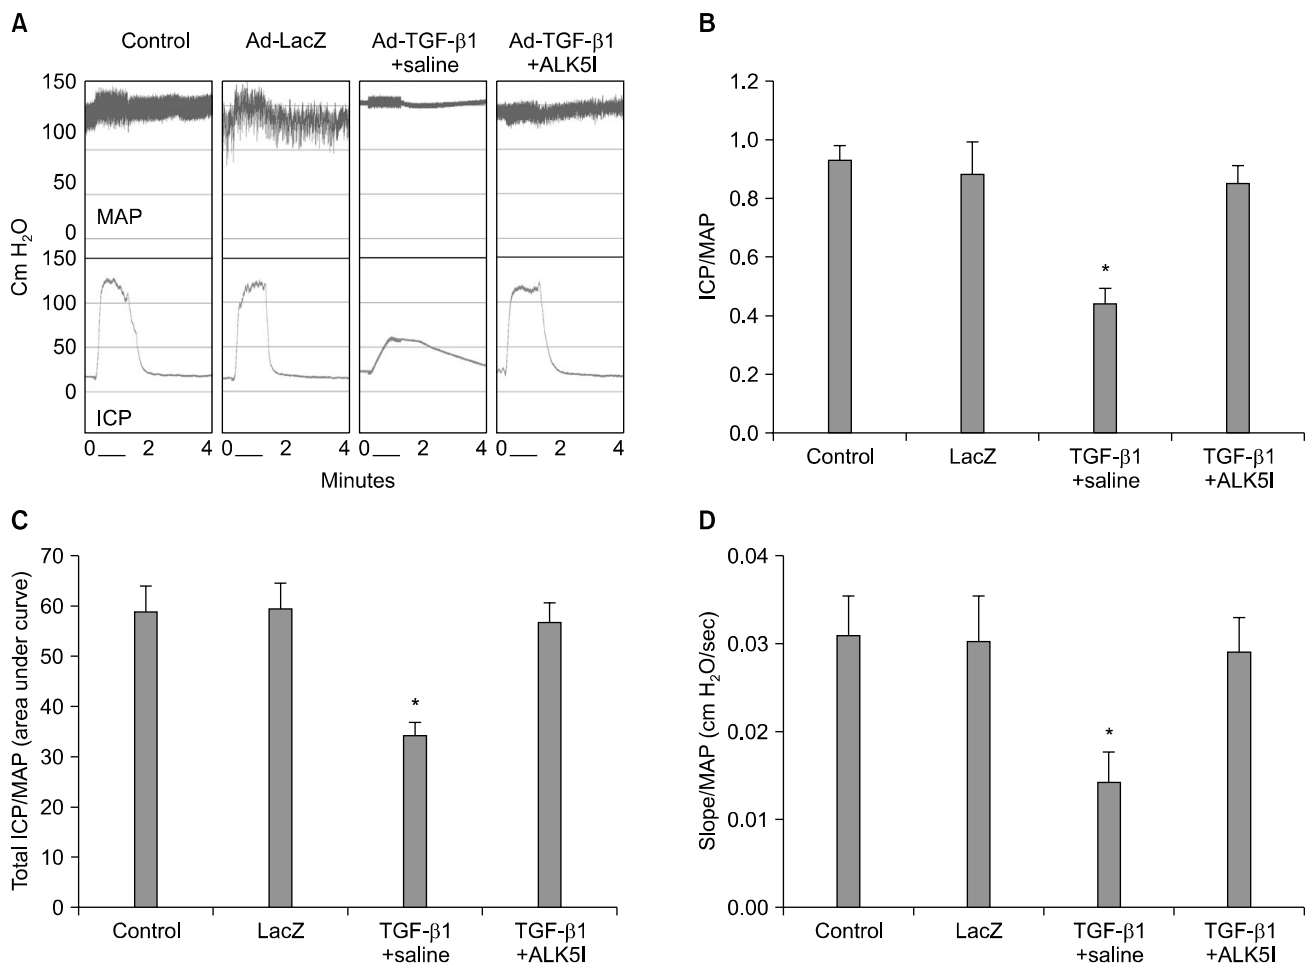 A
Control
Ad-LacZ
Ad-TGF-β1
+saline
Ad-TGF-β1
+ALK5I
150
100
50
0
MAP
Cm H₂O
150
100
50
0
ICP
0 2 4
0 2 4
0 2 4
0 2 4
Minutes
B
1.2
1.0
0.8
0.6
0.4
0.2
0.0
ICP/MAP
*
Control
LacZ
TGF-β1
+saline
TGF-β1
+ALK5I
C
70
60
50
40
30
20
10
0
Total ICP/MAP (area under curve)
*
Control
LacZ
TGF-β1
+saline
TGF-β1
+ALK5I
D
0.04
0.03
0.02
0.01
0.00
Slope/MAP (cm H₂O/sec)
*
Control
LacZ
TGF-β1
+saline
TGF-β1
+ALK5I